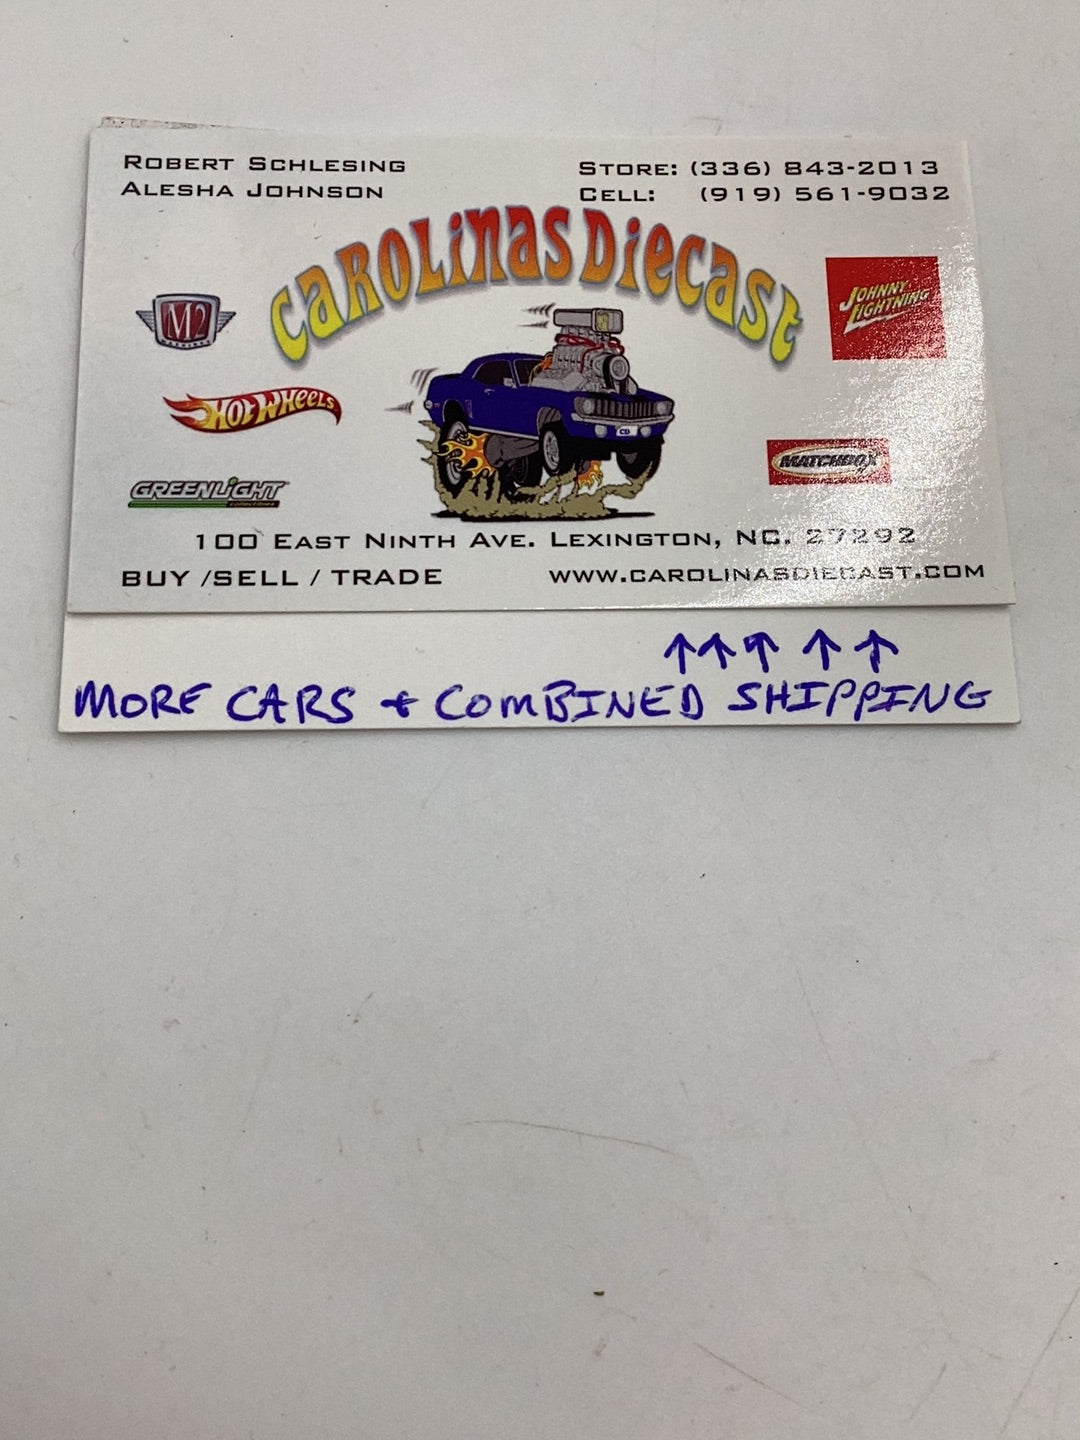 ROBERT SCHLESING
ALESHA JOHNSON
STORE: (336) 843-2013
CELL: (919) 561-9032
CAROLINAS DIECAST
M2
MACHINES
JOHNNY
LIGHTNING
HOT WHEELS
CD
MATCHBOX
GREENLIGHT
COLLECTIBLES
100 EAST NINTH AVE. LEXINGTON, NC. 27292
BUY /SELL / TRADE
WWW.CAROLINASDIECAST.COM
↑↑↑ ↑ ↑
MORE CARS + COMBINED SHIPPING